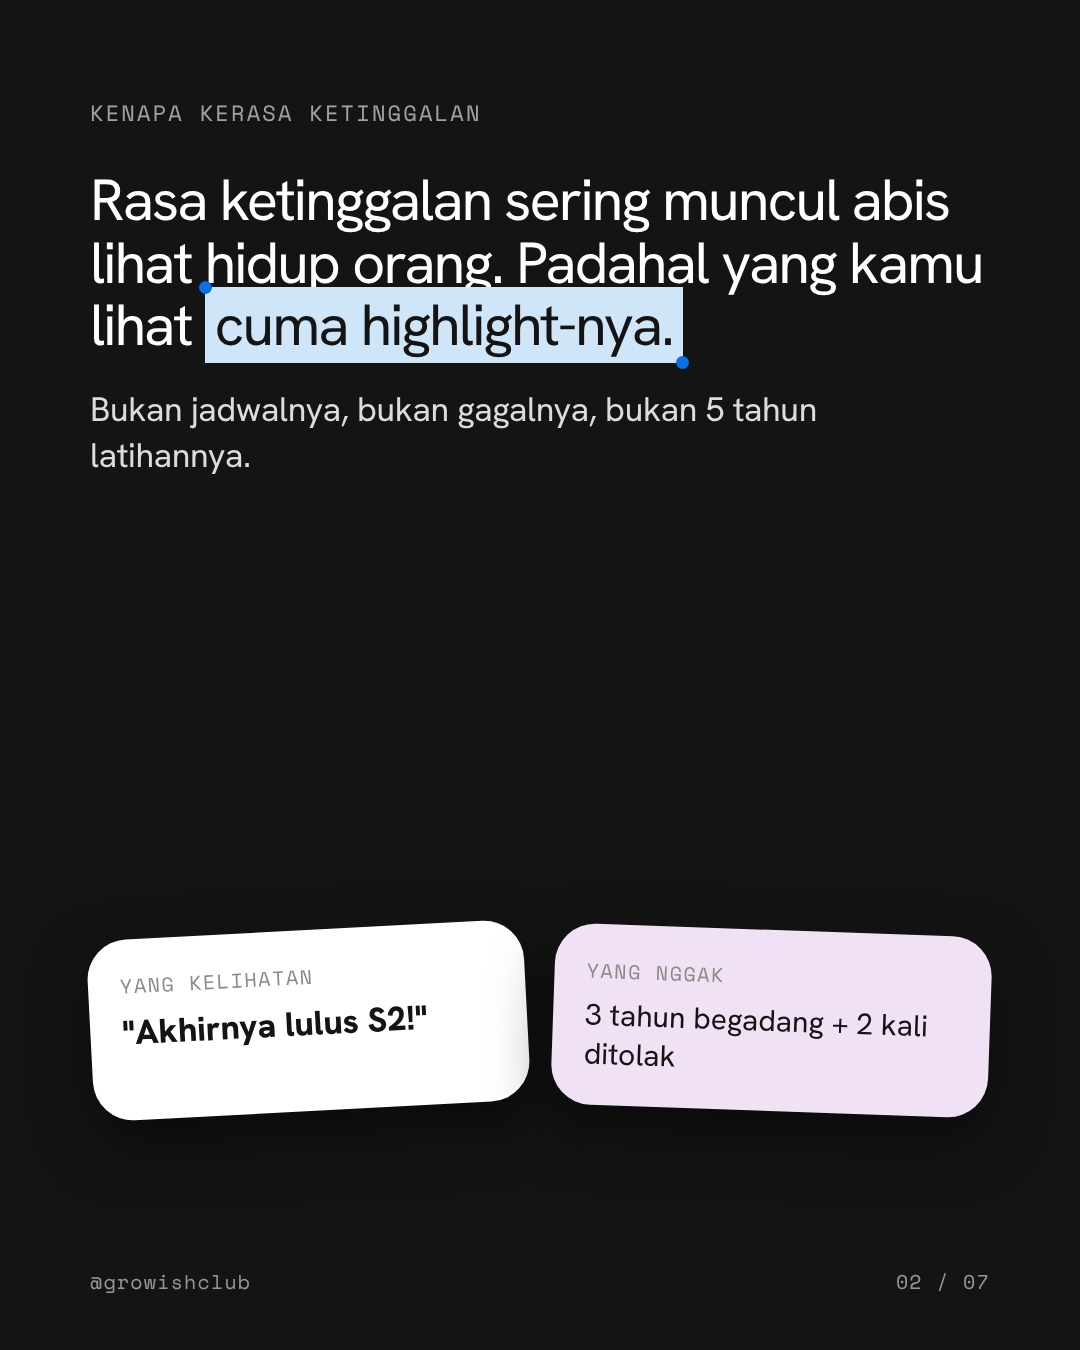 KENAPA KERASA KETINGGALAN
Rasa ketinggalan sering muncul abis
lihat hidup orang. Padahal yang kamu
lihat cuma highlight-nya.
Bukan jadwalnya, bukan gagalnya, bukan 5 tahun
latihannya.
YANG KELIHATAN
"Akhirnya lulus S2!"
YANG NGGAK
3 tahun begadang + 2 kali
ditolak
@growishclub
02 / 07